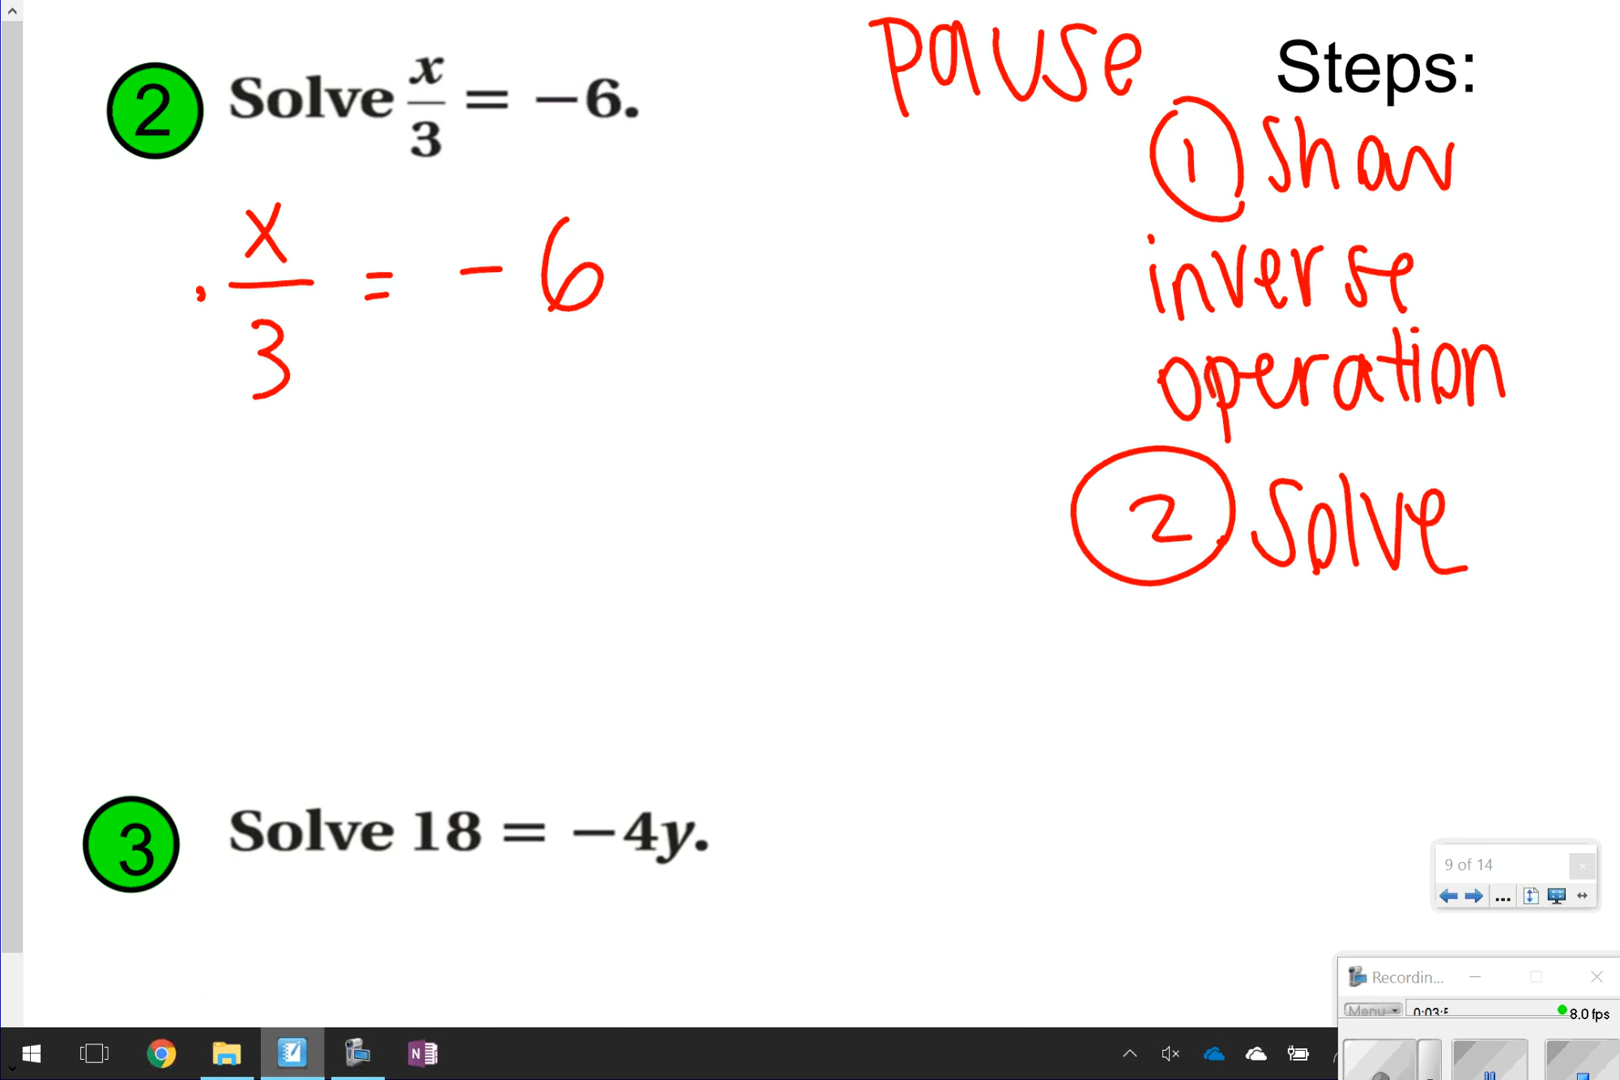 2 Solve x/3 = −6.
pause
Steps:
1 show
inverse
operation
2 Solve
· x/3 = - 6
3 Solve 18 = −4y.
9 of 14
Recordin...
Menu
8.0 fps